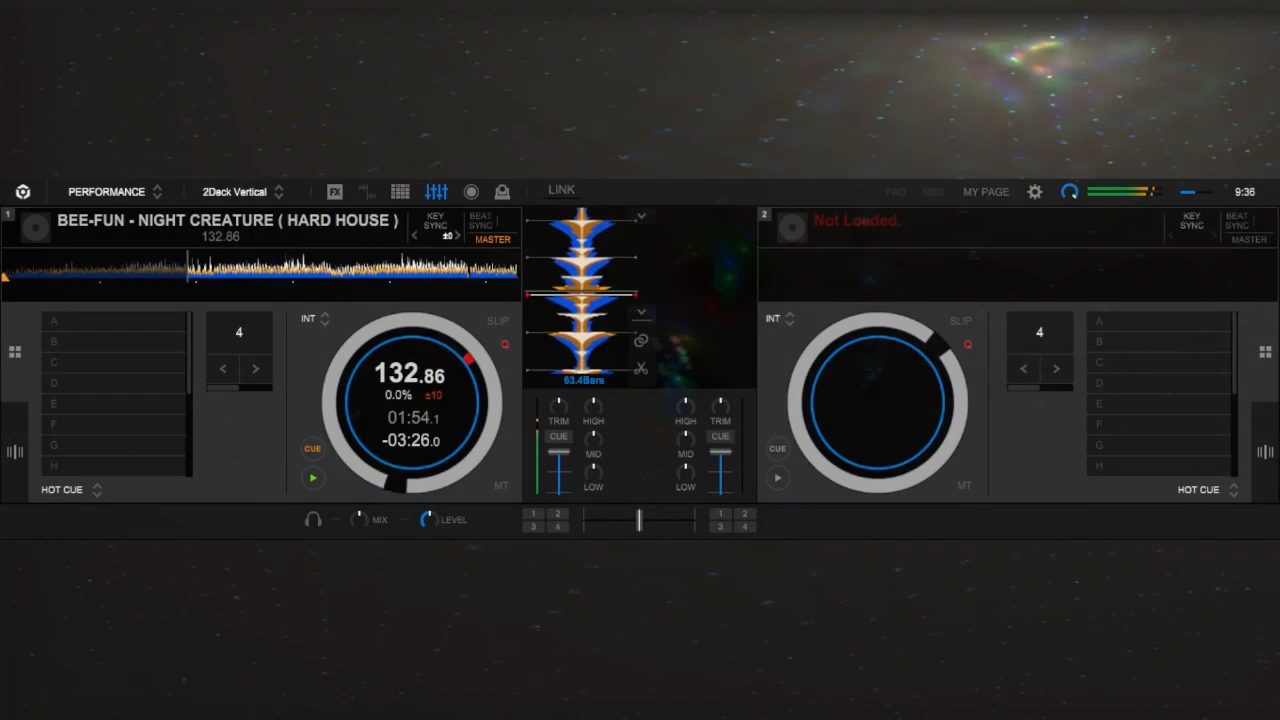 PERFORMANCE 2Deck Vertical FX LINK PAD MIDI MY PAGE 9:36
1 BEE-FUN - NIGHT CREATURE ( HARD HOUSE ) KEY SYNC ±0 BEAT SYNC MASTER
132.86
2 Not Loaded. KEY SYNC BEAT SYNC MASTER
A
B
C
D
E
F
G
H
HOT CUE
4
INT
SLIP
Q
132.86
0.0% ±10
01:54.1
-03:26.0
CUE
MT
63.4Bars
TRIM HIGH HIGH TRIM
CUE CUE
MID MID
LOW LOW
INT
SLIP
Q
CUE
MT
4
A
B
C
D
E
F
G
H
HOT CUE
MIX LEVEL
1 2 1 2
3 4 3 4